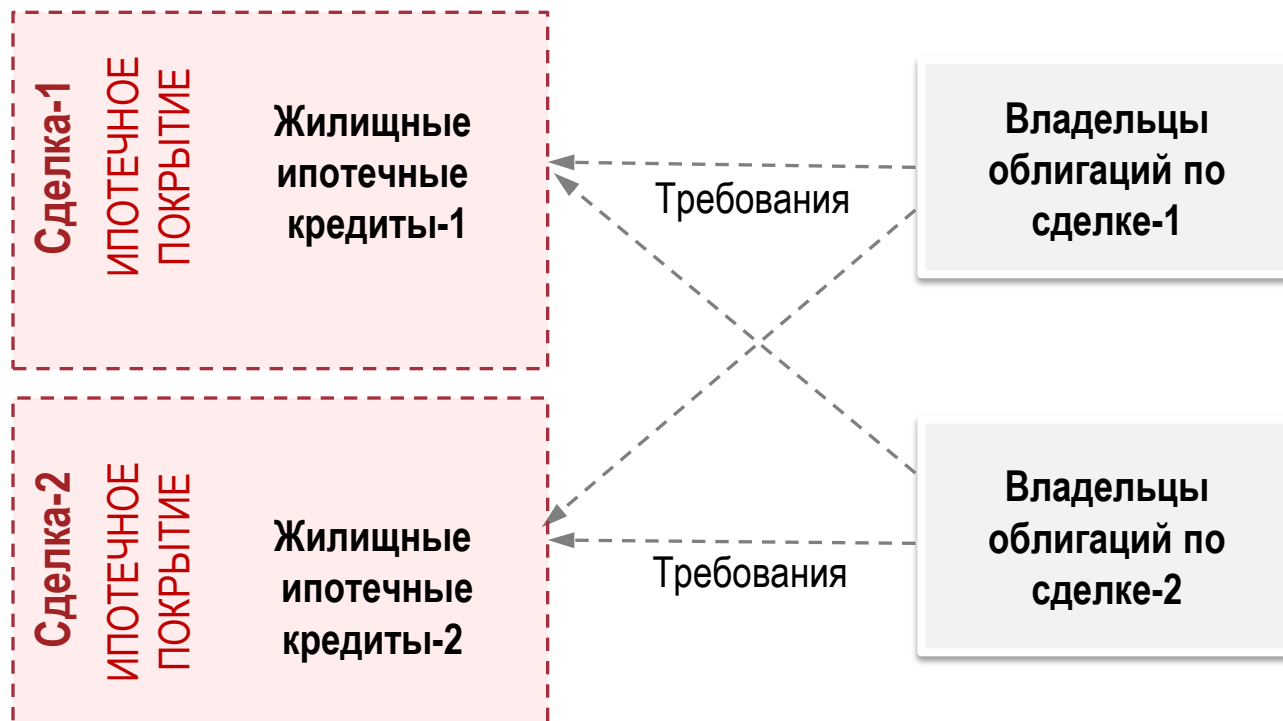 Сделка-1
ИПОТЕЧНОЕ
ПОКРЫТИЕ
Жилищные
ипотечные
кредиты-1
Требования
Владельцы
облигаций по
сделке-1
Сделка-2
ИПОТЕЧНОЕ
ПОКРЫТИЕ
Жилищные
ипотечные
кредиты-2
Требования
Владельцы
облигаций по
сделке-2